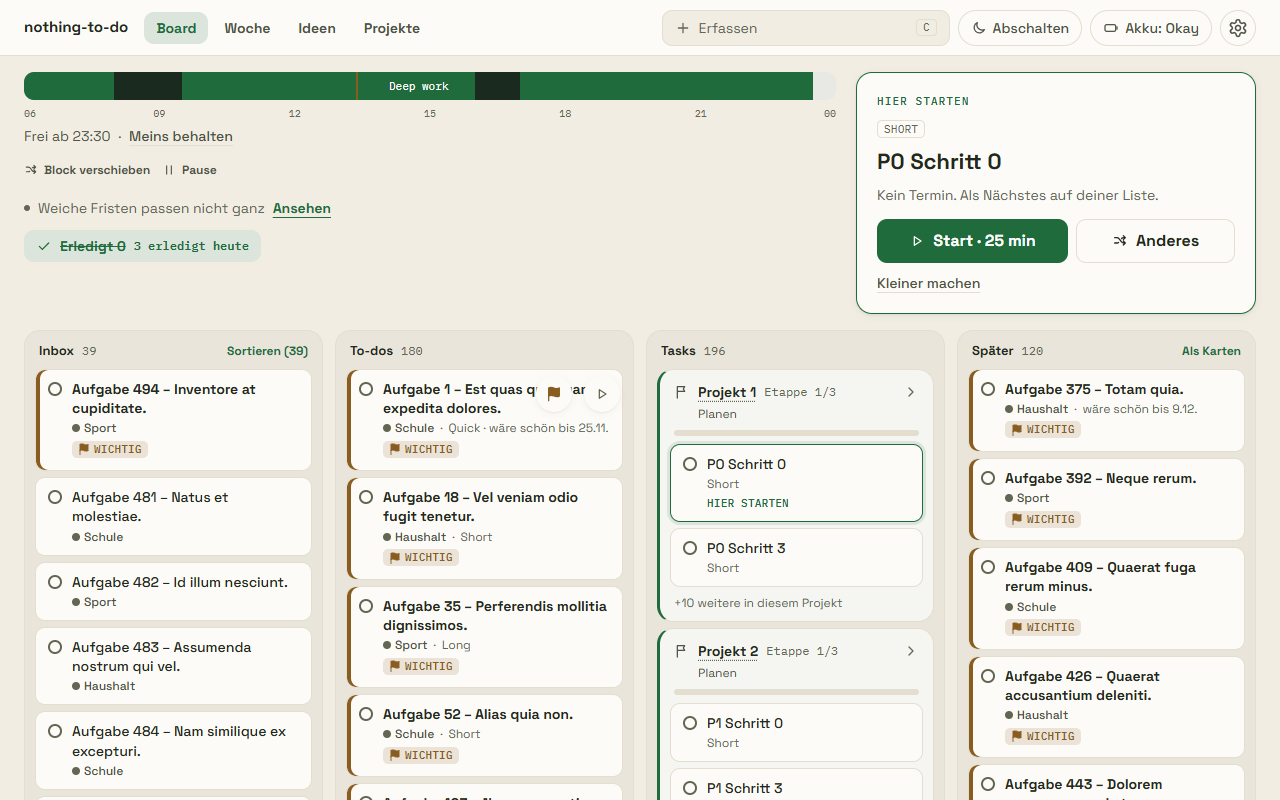 nothing-to-do
Board
Woche
Ideen
Projekte
Erfassen
C
Abschalten
Akku: Okay
Deep work
06 09 12 15 18 21 00
Frei ab 23:30 · Meins behalten
Block verschieben
Pause
Weiche Fristen passen nicht ganz Ansehen
Erledigt 0 3 erledigt heute
HIER STARTEN
SHORT
P0 Schritt 0
Kein Termin. Als Nächstes auf deiner Liste.
Start · 25 min
Anderes
Kleiner machen
Inbox 39
Sortieren (39)
Aufgabe 494 – Inventore at
cupiditate.
Sport
WICHTIG
Aufgabe 481 – Natus et
molestiae.
Schule
Aufgabe 482 – Id illum nesciunt.
Sport
Aufgabe 483 – Assumenda
nostrum qui vel.
Haushalt
Aufgabe 484 – Nam similique ex
excepturi.
Schule
To-dos 180
Aufgabe 1 – Est quas
expedita dolores.
Schule · Quick · wäre schön bis 25.11.
WICHTIG
Aufgabe 18 – Vel veniam odio
fugit tenetur.
Haushalt · Short
WICHTIG
Aufgabe 35 – Perferendis mollitia
dignissimos.
Sport · Long
WICHTIG
Aufgabe 52 – Alias quia non.
Schule · Short
WICHTIG
Tasks 196
Projekt 1 Etappe 1/3
Planen
P0 Schritt 0
Short
HIER STARTEN
P0 Schritt 3
Short
+10 weitere in diesem Projekt
Projekt 2 Etappe 1/3
Planen
P1 Schritt 0
Short
P1 Schritt 3
Später 120
Als Karten
Aufgabe 375 – Totam quia.
Haushalt · wäre schön bis 9.12.
WICHTIG
Aufgabe 392 – Neque rerum.
Sport
WICHTIG
Aufgabe 409 – Quaerat fuga
rerum minus.
Schule
WICHTIG
Aufgabe 426 – Quaerat
accusantium deleniti.
Haushalt
WICHTIG
Aufgabe 443 – Dolorem